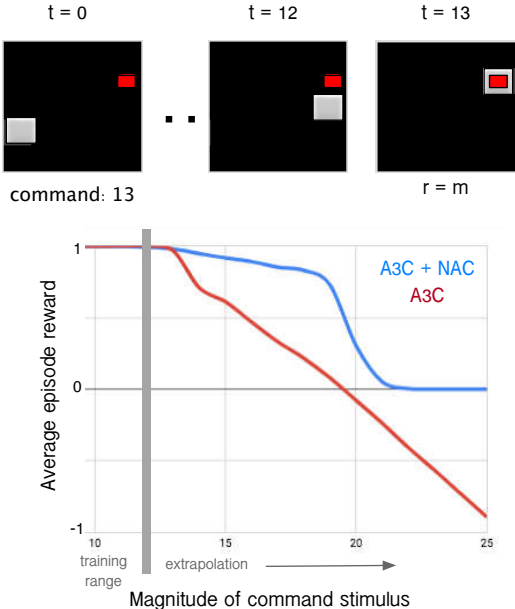 t = 0
t = 12
t = 13
command: 13
r = m
A3C + NAC
A3C
Average episode reward
1
0
-1
10
15
20
25
training
range
extrapolation
Magnitude of command stimulus